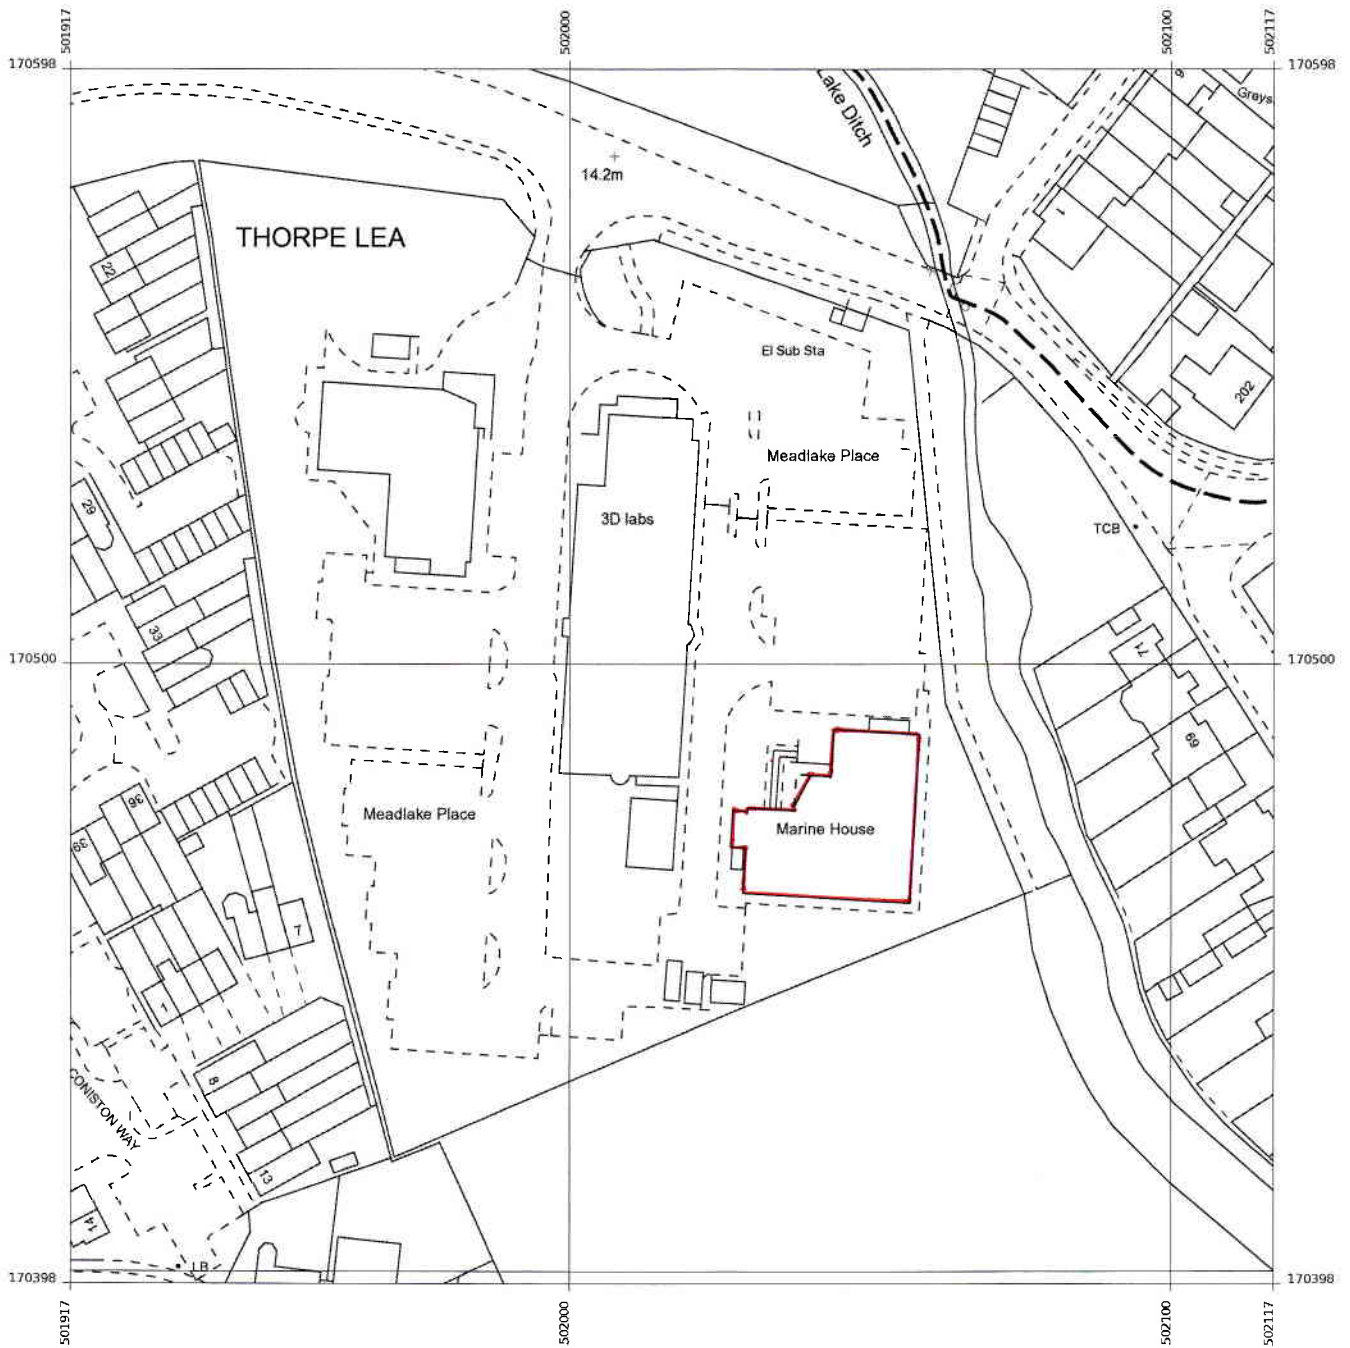 501917
502000
502100
502117
170598
170598
Lake Ditch
Greys
9
14.2m
THORPE LEA
22
El Sub Sta
202
Meadlake Place
29
3D labs
TCB
33
71
170500
170500
69
36
Meadlake Place
Marine House
39
7
8
CONISTON WAY
13
14
LB
170398
170398
501917
502000
502100
502117